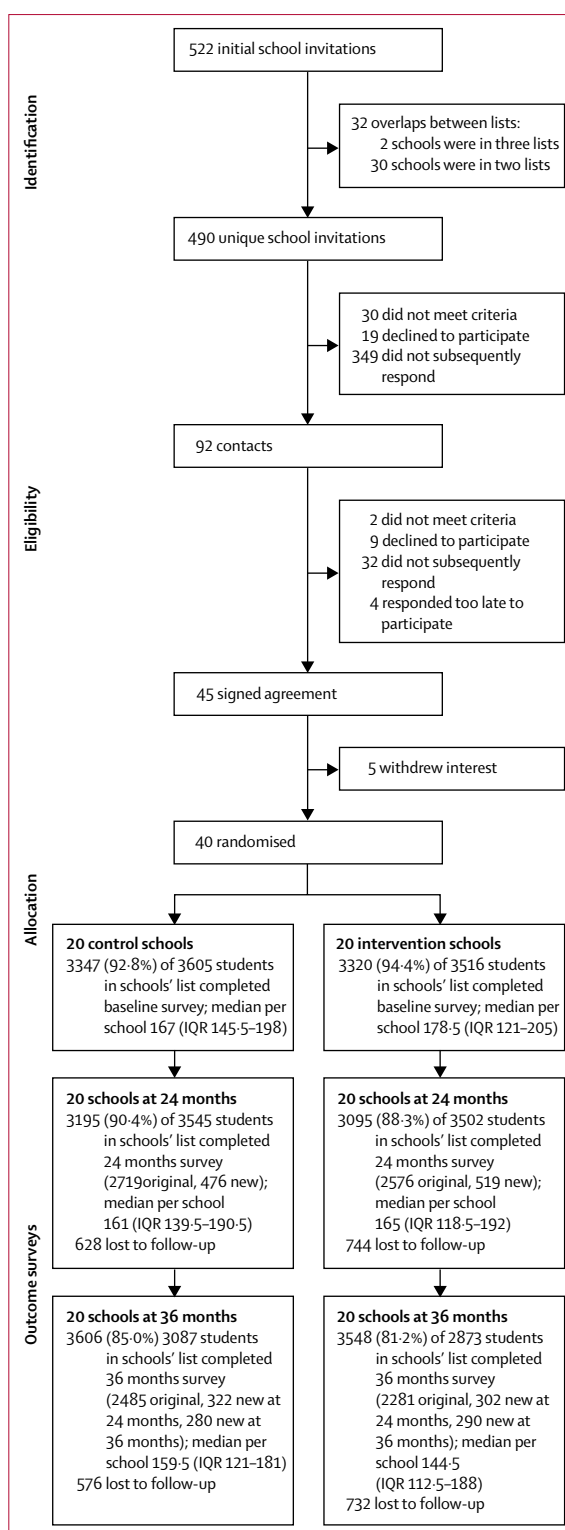 522 initial school invitations
32 overlaps between lists:
2 schools were in three lists
30 schools were in two lists
Identification
490 unique school invitations
30 did not meet criteria
19 declined to participate
349 did not subsequently
respond
92 contacts
Eligibility
2 did not meet criteria
9 declined to participate
32 did not subsequently
respond
4 responded too late to
participate
45 signed agreement
5 withdrew interest
40 randomised
Allocation
20 control schools
3347 (92·8%) of 3605 students
in schools’ list completed
baseline survey; median per
school 167 (IQR 145·5–198)
20 intervention schools
3320 (94·4%) of 3516 students
in schools’ list completed
baseline survey; median per
school 178·5 (IQR 121–205)
Outcome surveys
20 schools at 24 months
3195 (90·4%) of 3545 students
in schools’ list completed
24 months survey
(2719original, 476 new);
median per school
161 (IQR 139·5–190·5)
628 lost to follow-up
20 schools at 24 months
3095 (88·3%) of 3502 students
in schools’ list completed
24 months survey
(2576 original, 519 new);
median per school
165 (IQR 118·5–192)
744 lost to follow-up
20 schools at 36 months
3606 (85·0%) 3087 students
in schools’ list completed
36 months survey
(2485 original, 322 new at
24 months, 280 new at
36 months); median per
school 159·5 (IQR 121–181)
576 lost to follow-up
20 schools at 36 months
3548 (81·2%) of 2873 students
in schools’ list completed
36 months survey
(2281 original, 302 new at
24 months, 290 new at
36 months); median per
school 144·5
(IQR 112·5–188)
732 lost to follow-up